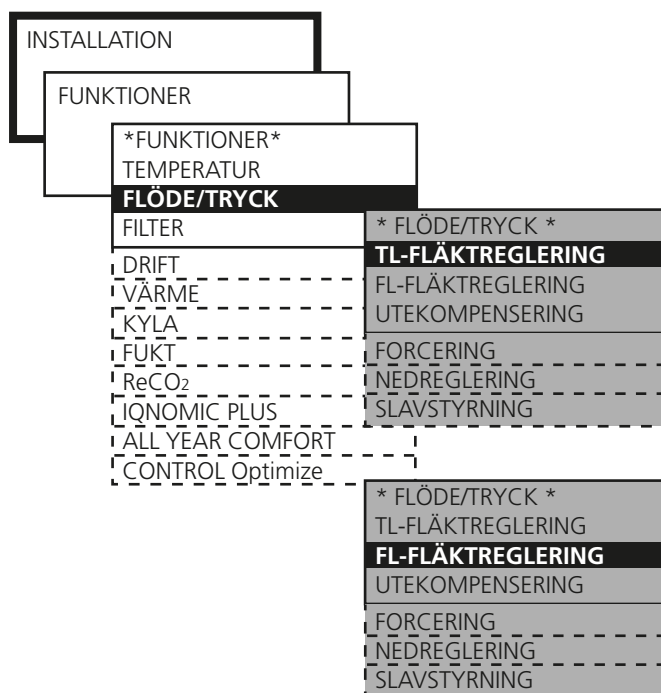 INSTALLATION
FUNKTIONER
*FUNKTIONER*
TEMPERATUR
FLÖDE/TRYCK
FILTER
DRIFT
VÄRME
KYLA
FUKT
ReCO2
IQNOMIC PLUS
ALL YEAR COMFORT
CONTROL Optimize
* FLÖDE/TRYCK *
TL-FLÄKTREGLERING
FL-FLÄKTREGLERING
UTEKOMPENSERING
FORCERING
NEDREGLERING
SLAVSTYRNING
* FLÖDE/TRYCK *
TL-FLÄKTREGLERING
FL-FLÄKTREGLERING
UTEKOMPENSERING
FORCERING
NEDREGLERING
SLAVSTYRNING